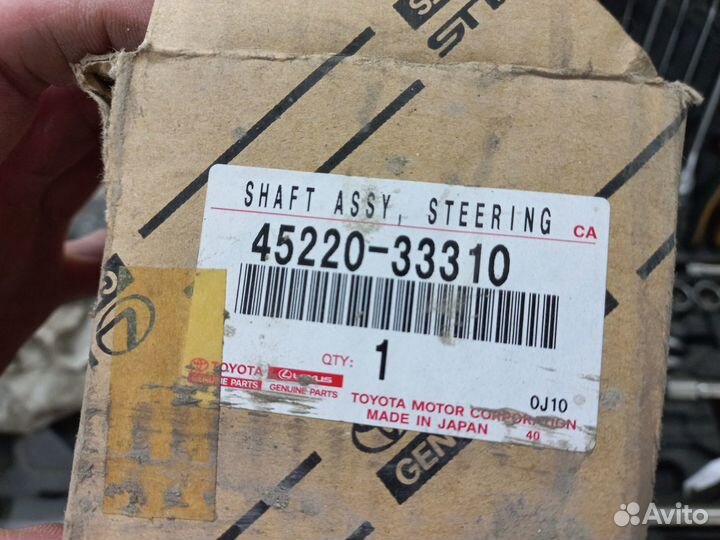 SHAFT ASSY, STEERING CA
45220-33310
QTY: 1
TOYOTA LEXUS
GENUINE PARTS GENUINE PARTS
0J10
TOYOTA MOTOR CORPORATION
MADE IN JAPAN 40
GEN
Avito